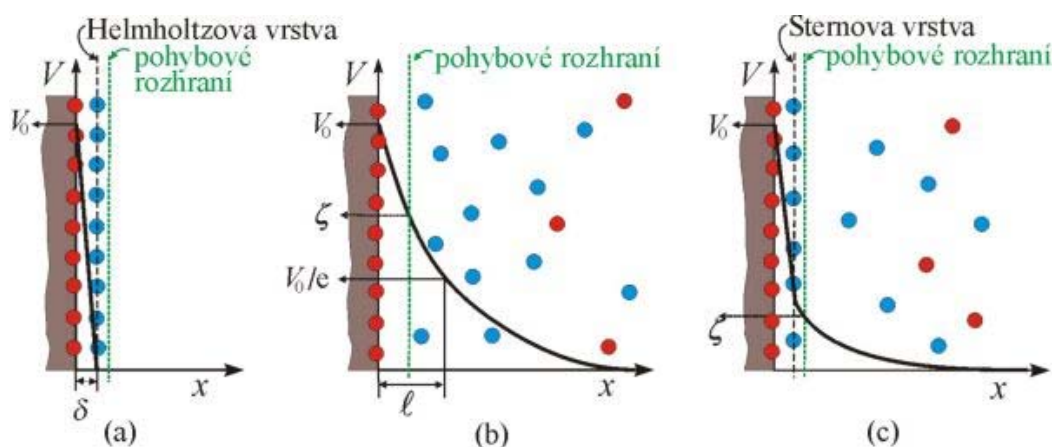 Helmholtzova vrstva
pohybové
rozhraní
V
V₀
δ
x
(a)
pohybové rozhraní
V
V₀
ζ
V₀/e
ℓ
x
(b)
Sternova vrstva
pohybové rozhraní
V
V₀
ζ
x
(c)